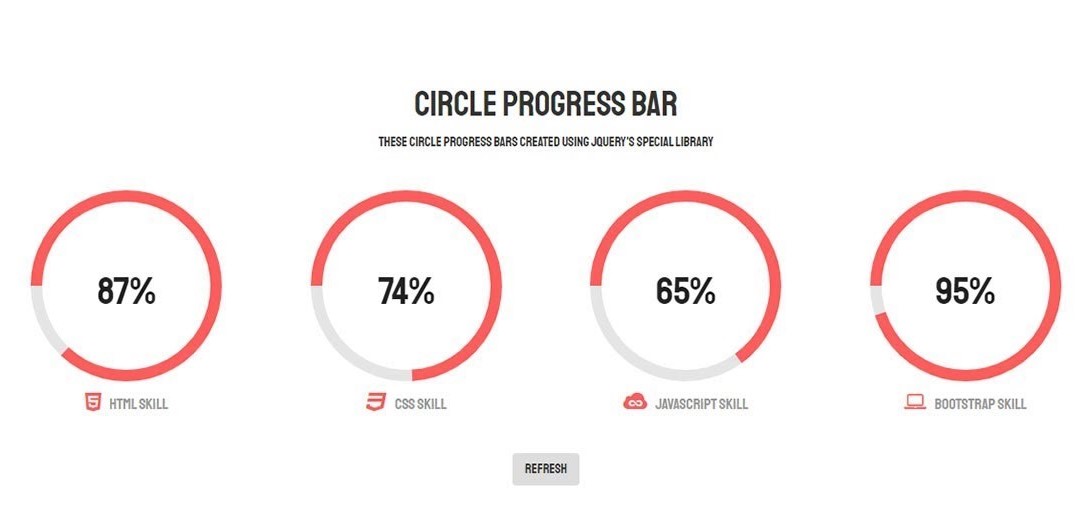 CIRCLE PROGRESS BAR
THESE CIRCLE PROGRESS BARS CREATED USING JQUERY'S SPECIAL LIBRARY
87%
74%
65%
95%
HTML SKILL
CSS SKILL
JAVASCRIPT SKILL
BOOTSTRAP SKILL
REFRESH